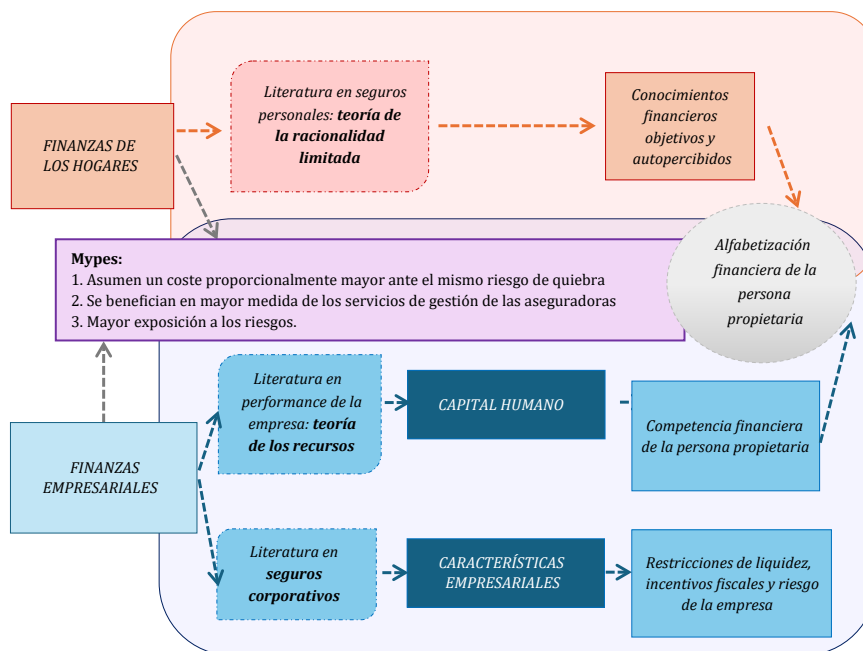 FINANZAS DE
LOS HOGARES
Literatura en seguros
personales: teoría de
la racionalidad
limitada
Conocimientos
financieros
objetivos y
autopercibidos
Mypes:
1. Asumen un coste proporcionalmente mayor ante el mismo riesgo de quiebra
2. Se benefician en mayor medida de los servicios de gestión de las aseguradoras
3. Mayor exposición a los riesgos.
Alfabetización
financiera de la
persona
propietaria
FINANZAS
EMPRESARIALES
Literatura en
performance de la
empresa: teoría
de los recursos
CAPITAL HUMANO
Competencia financiera
de la persona propietaria
Literatura en
seguros
corporativos
CARACTERÍSTICAS
EMPRESARIALES
Restricciones de liquidez,
incentivos fiscales y riesgo
de la empresa